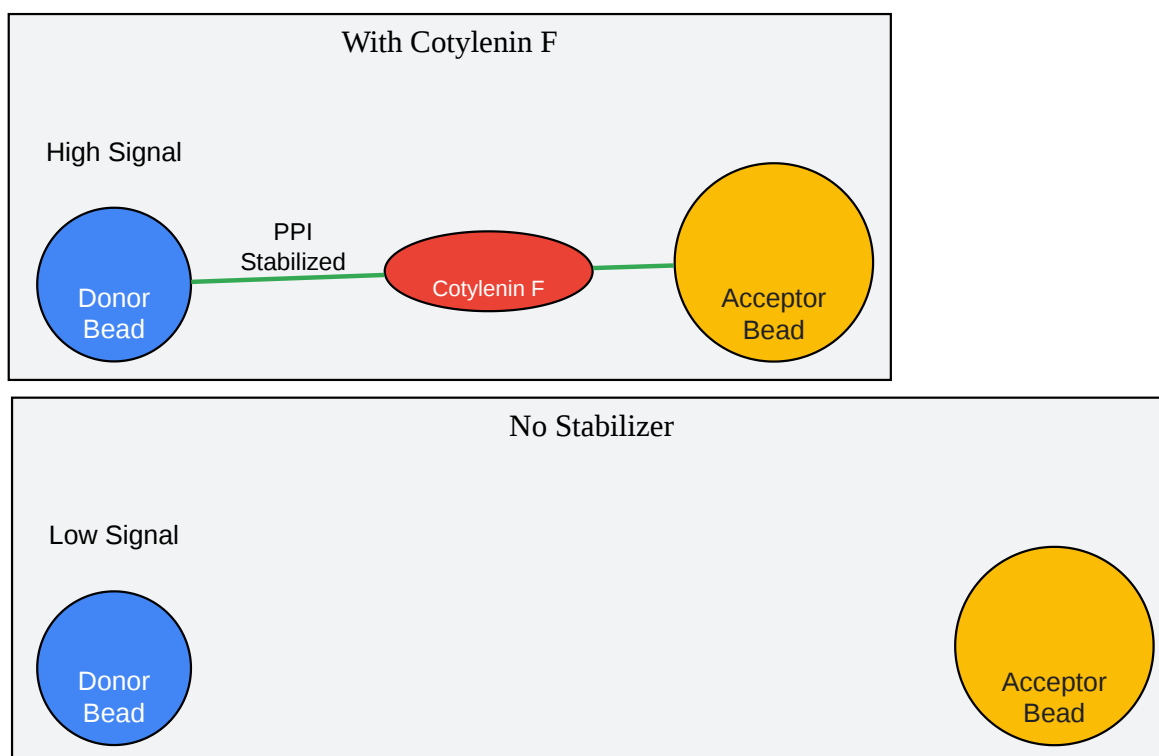 With Cotylenin F
High Signal
PPI
Stabilized
Cotylenin F
Donor
Bead
Acceptor
Bead
No Stabilizer
Low Signal
Donor
Bead
Acceptor
Bead